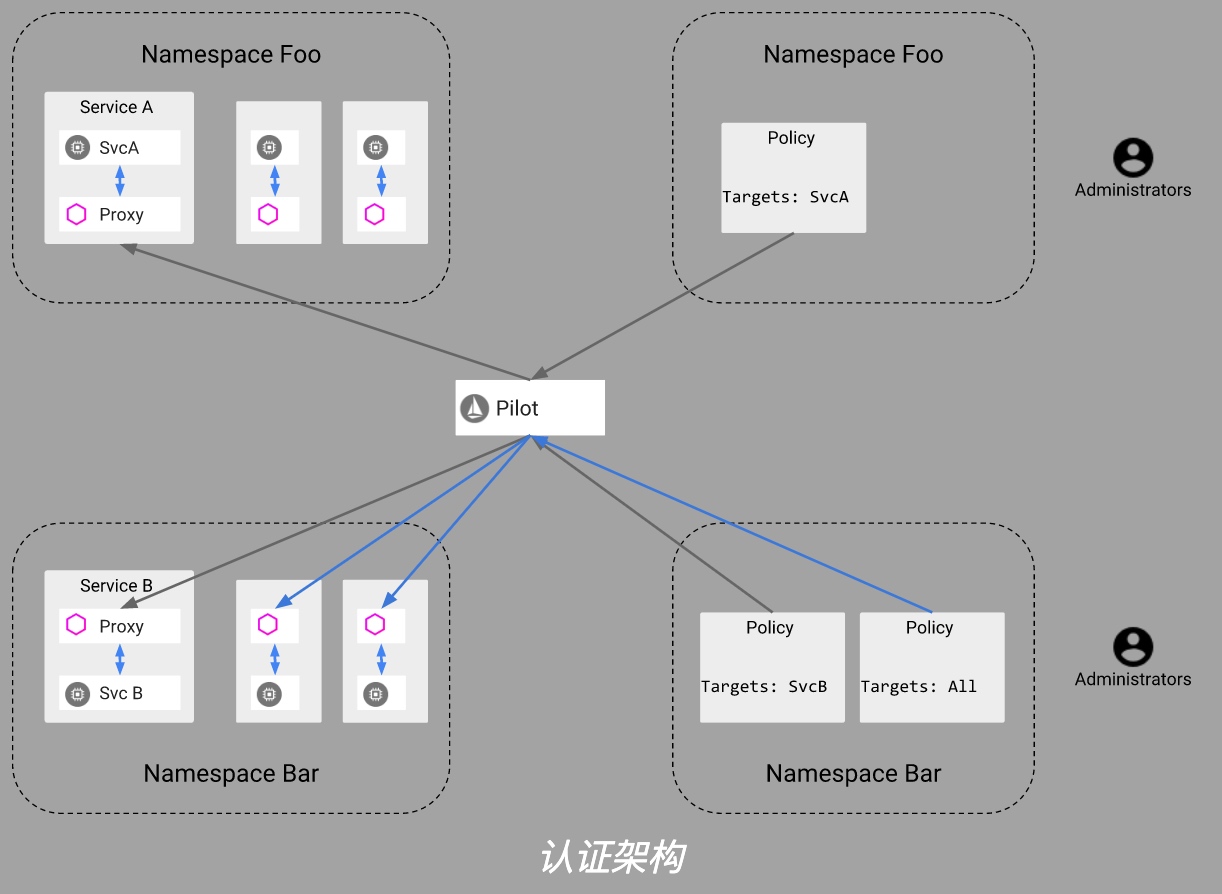 Namespace Foo
Service A
SvcA
Proxy
Namespace Foo
Policy
Targets: SvcA
Administrators
Pilot
Service B
Proxy
Svc B
Namespace Bar
Policy
Targets: SvcB
Policy
Targets: All
Namespace Bar
Administrators
认证架构